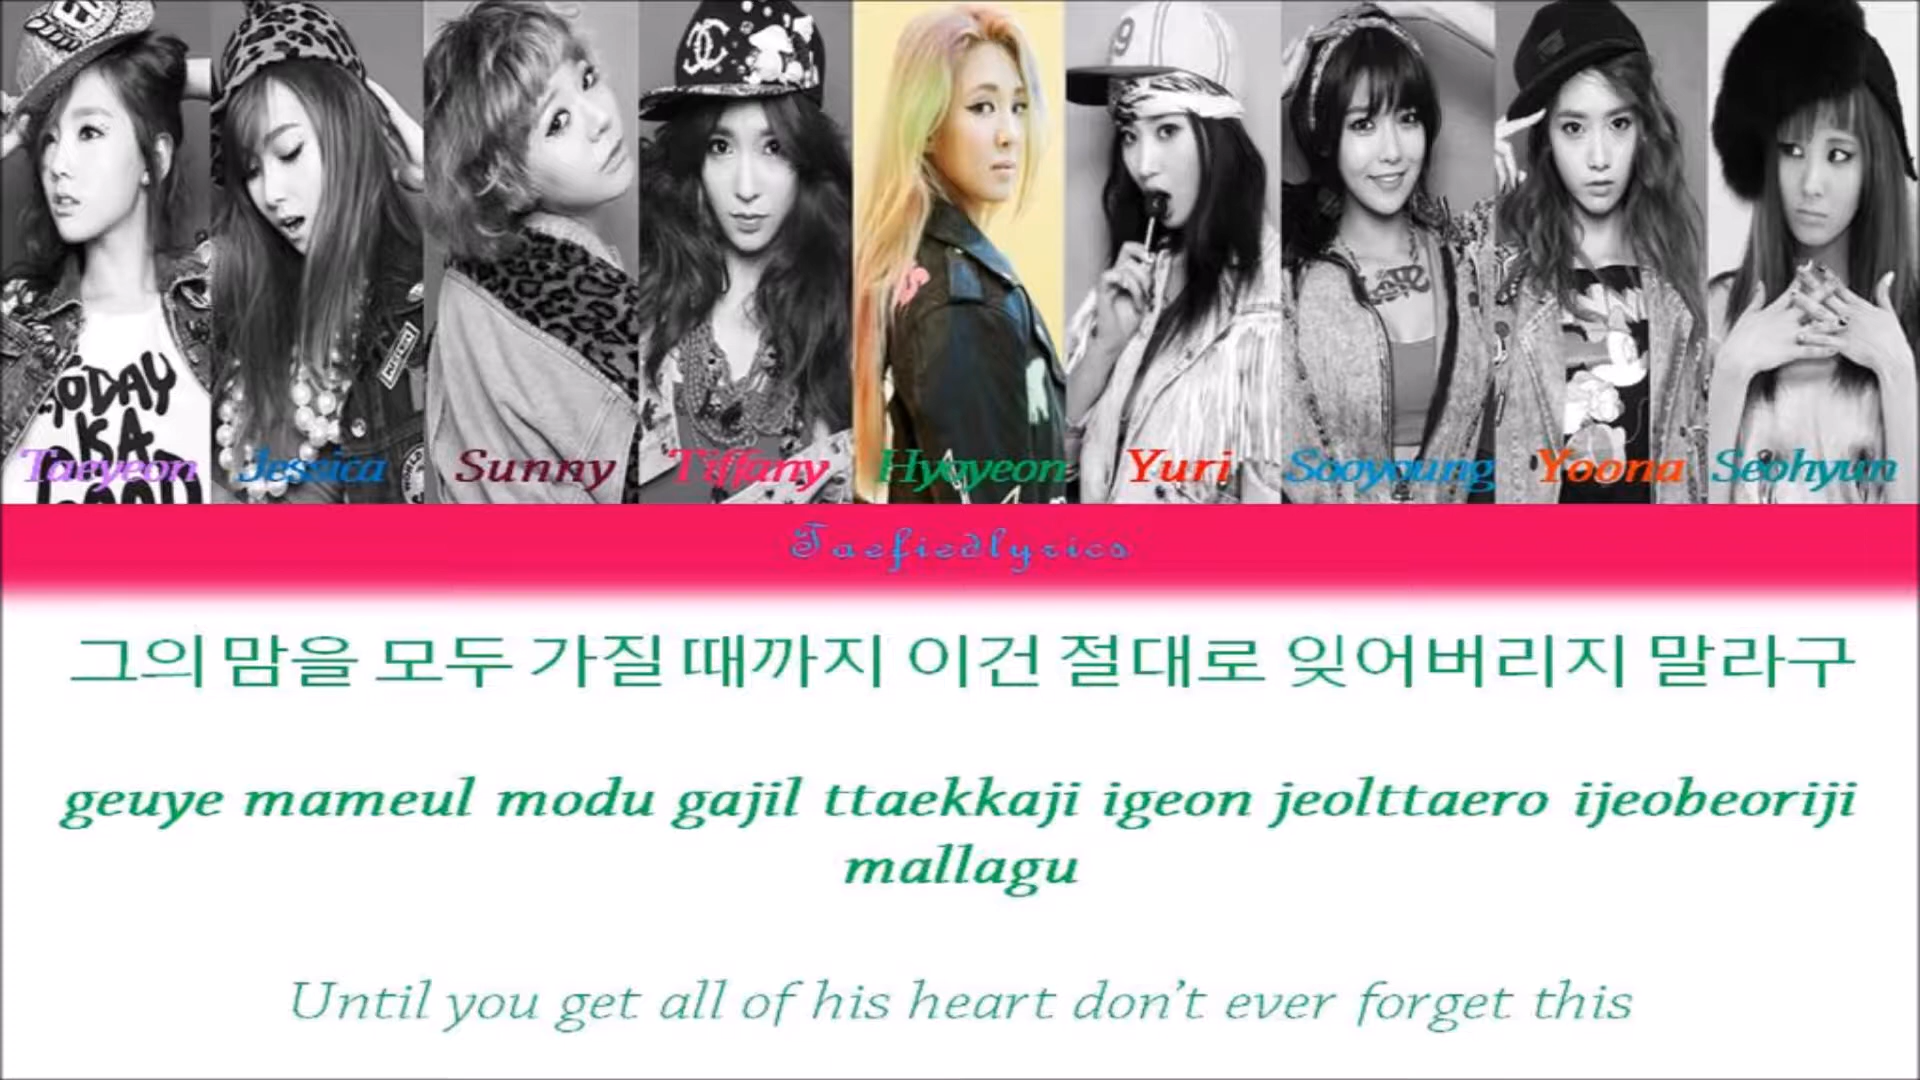 TODAY
KA
Taeyeon Jessica Sunny Tiffany Hyoyeon Yuri Sooyoung Yoona Seohyun
Taefiedlyrics
그의 맘을 모두 가질 때까지 이건 절대로 잊어버리지 말라구
geuye mameul modu gajil ttaekkaji igeon jeolttaero ijeobeoriji
mallagu
Until you get all of his heart don't ever forget this